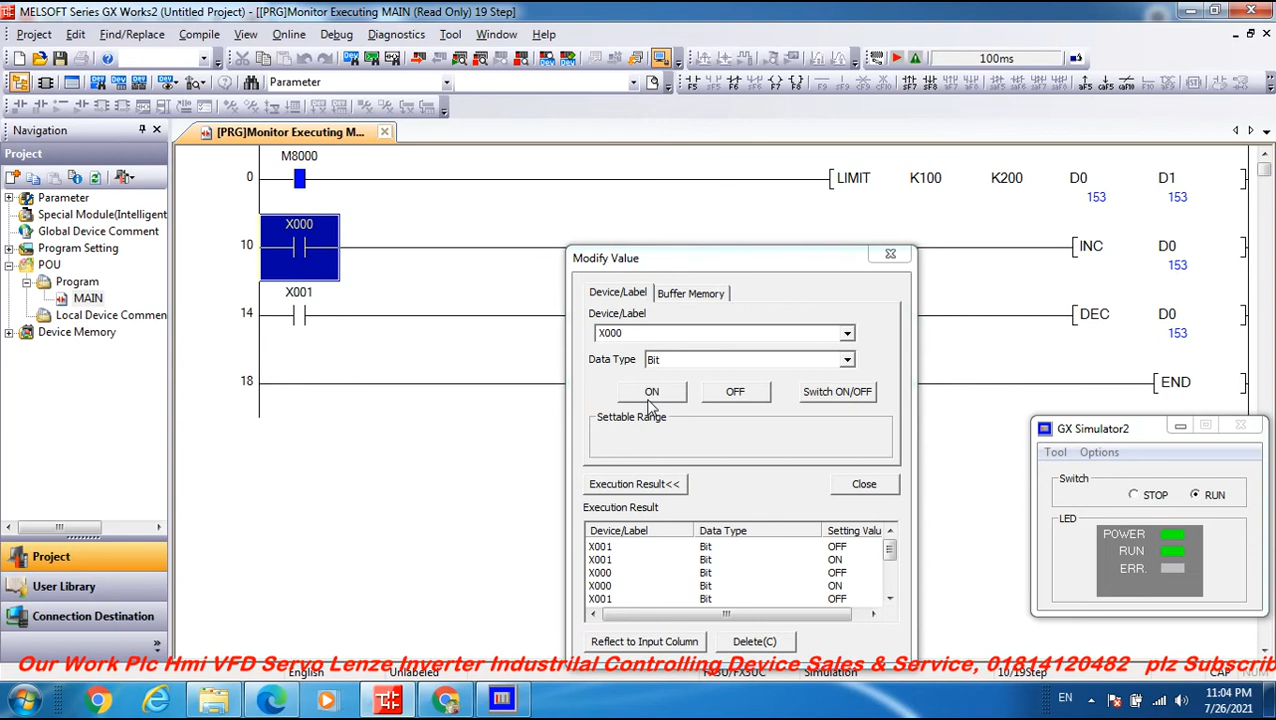 MELSOFT Series GX Works2 (Untitled Project) - [[PRG]Monitor Executing MAIN (Read Only) 19 Step]
Project Edit Find/Replace Compile View Online Debug Diagnostics Tool Window Help
100ms
Parameter
Navigation
[PRG]Monitor Executing M...
Project
Parameter
Special Module(Intelligent
Global Device Comment
Program Setting
POU
Program
MAIN
Local Device Commen
Device Memory
Project
User Library
Connection Destination
M8000
0 LIMIT K100 K200 D0 D1
153 153
X000
10 INC D0
153
X001
14 DEC D0
153
18 END
Modify Value
Device/Label Buffer Memory
Device/Label
X000
Data Type Bit
ON OFF Switch ON/OFF
Settable Range
Execution Result<< Close
Execution Result
Device/Label Data Type Setting Valu
X001 Bit OFF
X001 Bit ON
X000 Bit OFF
X000 Bit ON
X001 Bit OFF
Reflect to Input Column Delete(C)
GX Simulator2
Tool Options
Switch
STOP RUN
LED
POWER
RUN
ERR.
Our Work Plc Hmi VFD Servo Lenze Inverter Industrilal Controlling Device Sales & Service, 01814120482 plz Subscrib
English Unlabeled FX3U/FX3UC Simulation 10/19Step CAP NUM
EN
11:04 PM
7/26/2021